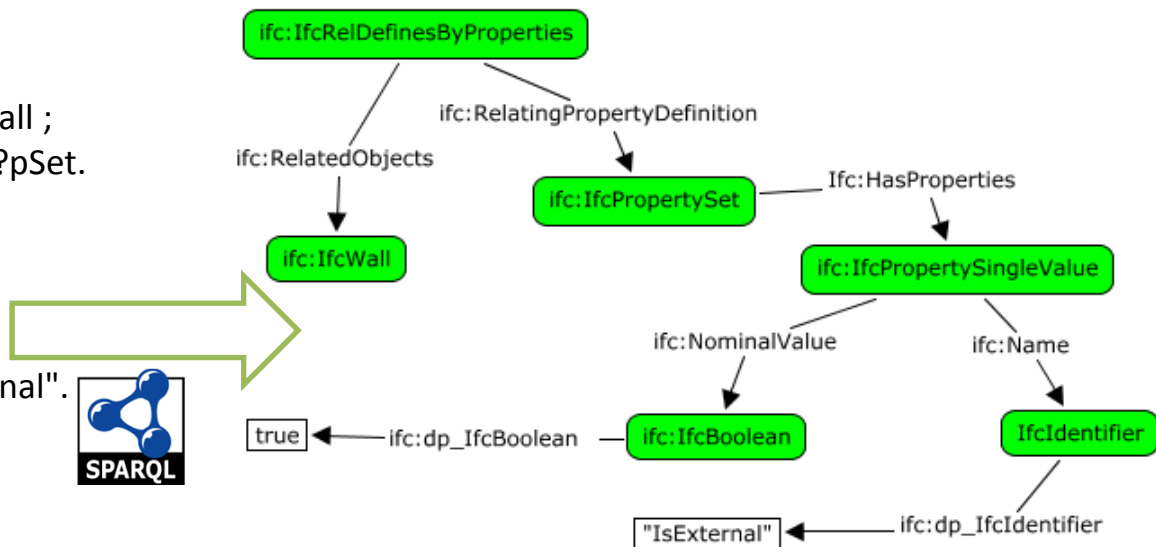 all ;
?pSet.
nal".
SPARQL
ifc:IfcRelDefinesByProperties
ifc:RelatingPropertyDefinition
ifc:RelatedObjects
Ifc:HasProperties
ifc:IfcPropertySet
ifc:IfcWall
ifc:IfcPropertySingleValue
ifc:NominalValue
ifc:Name
true
ifc:dp_IfcBoolean
ifc:IfcBoolean
IfcIdentifier
"IsExternal"
ifc:dp_IfcIdentifier